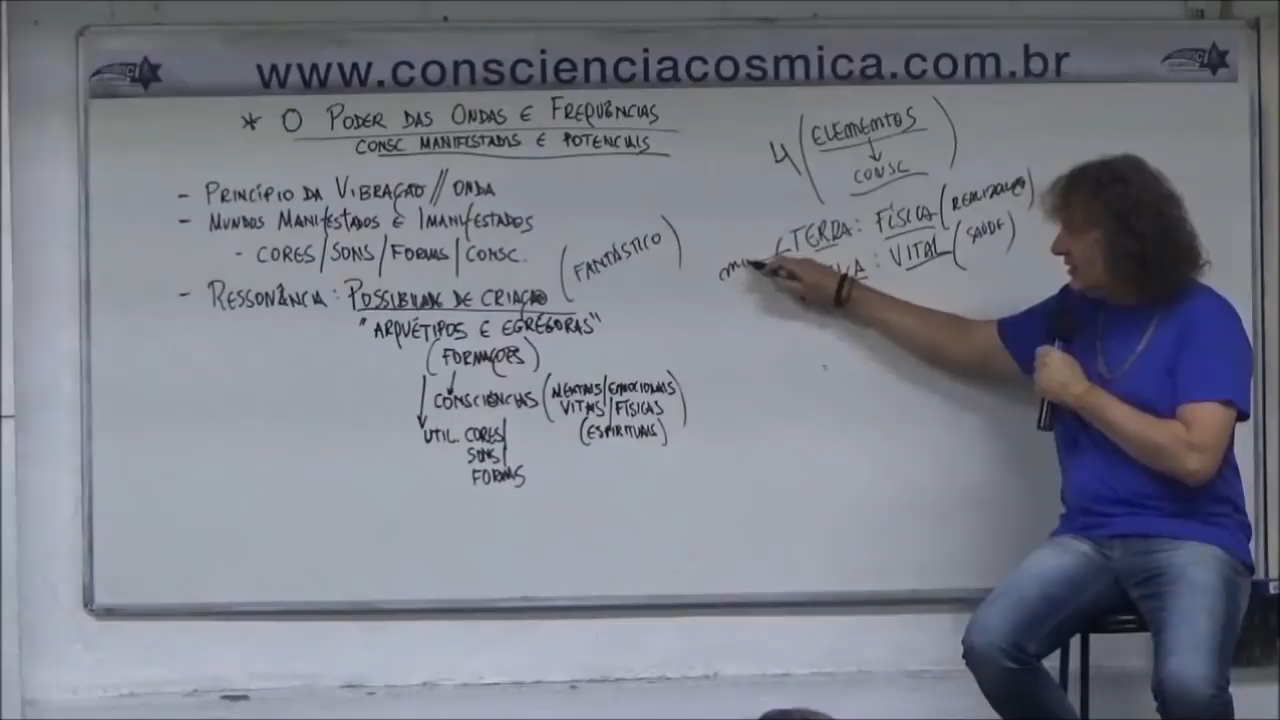 www.conscienciacosmica.com.br
* O PODER DAS ONDAS E FREQUÊNCIAS
CONSC MANIFESTADAS E POTENCIAIS
- PRINCÍPIO DA VIBRAÇÃO // ONDA
- MUNDOS MANIFESTADOS E IMANIFESTADOS
- CORES/SONS/FORMAS/CONSC.
(FANTÁSTICO)
- RESSONÂNCIA: POSSIBILIDADE DE CRIAÇÃO
"ARQUÉTIPOS E EGRÉGORAS"
(FORMAÇÕES)
CONSCIÊNCIAS (MENTAIS/EMOCIONAIS
VITAIS/FÍSICAS
(ESPIRITUAIS)
UTIL. CORES/
SONS/
FORMAS
4 (ELEMENTOS)
CONSC
TERRA: FÍSICA (REALIZAÇÕES)
: VITAL (SAÚDE)